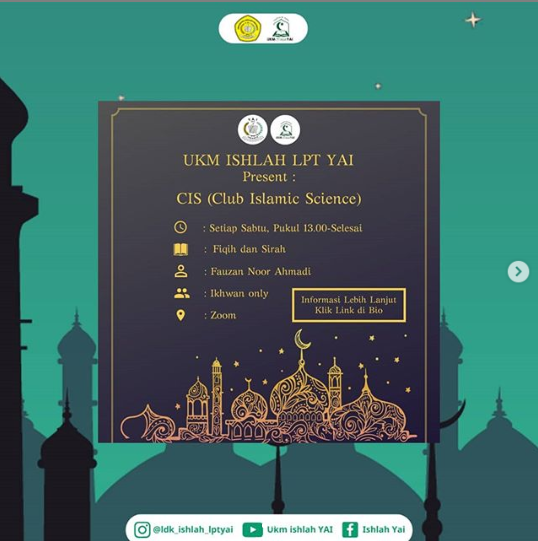 UKM ISHLAH LPT YAI
Present :
CIS (Club Islamic Science)
: Setiap Sabtu, Pukul 13.00-Selesai
: Fiqih dan Sirah
: Fauzan Noor Ahmadi
: Ikhwan only
: Zoom
Informasi Lebih Lanjut
Klik Link di Bio
@ldk_ishlah_lptyai
Ukm ishlah YAI
Ishlah Yai